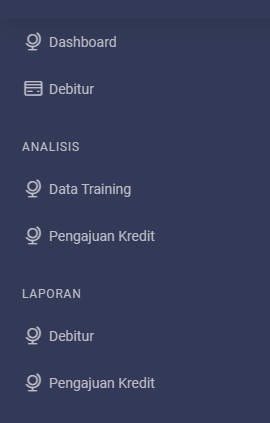 Dashboard
Debitur
ANALISIS
Data Training
Pengajuan Kredit
LAPORAN
Debitur
Pengajuan Kredit